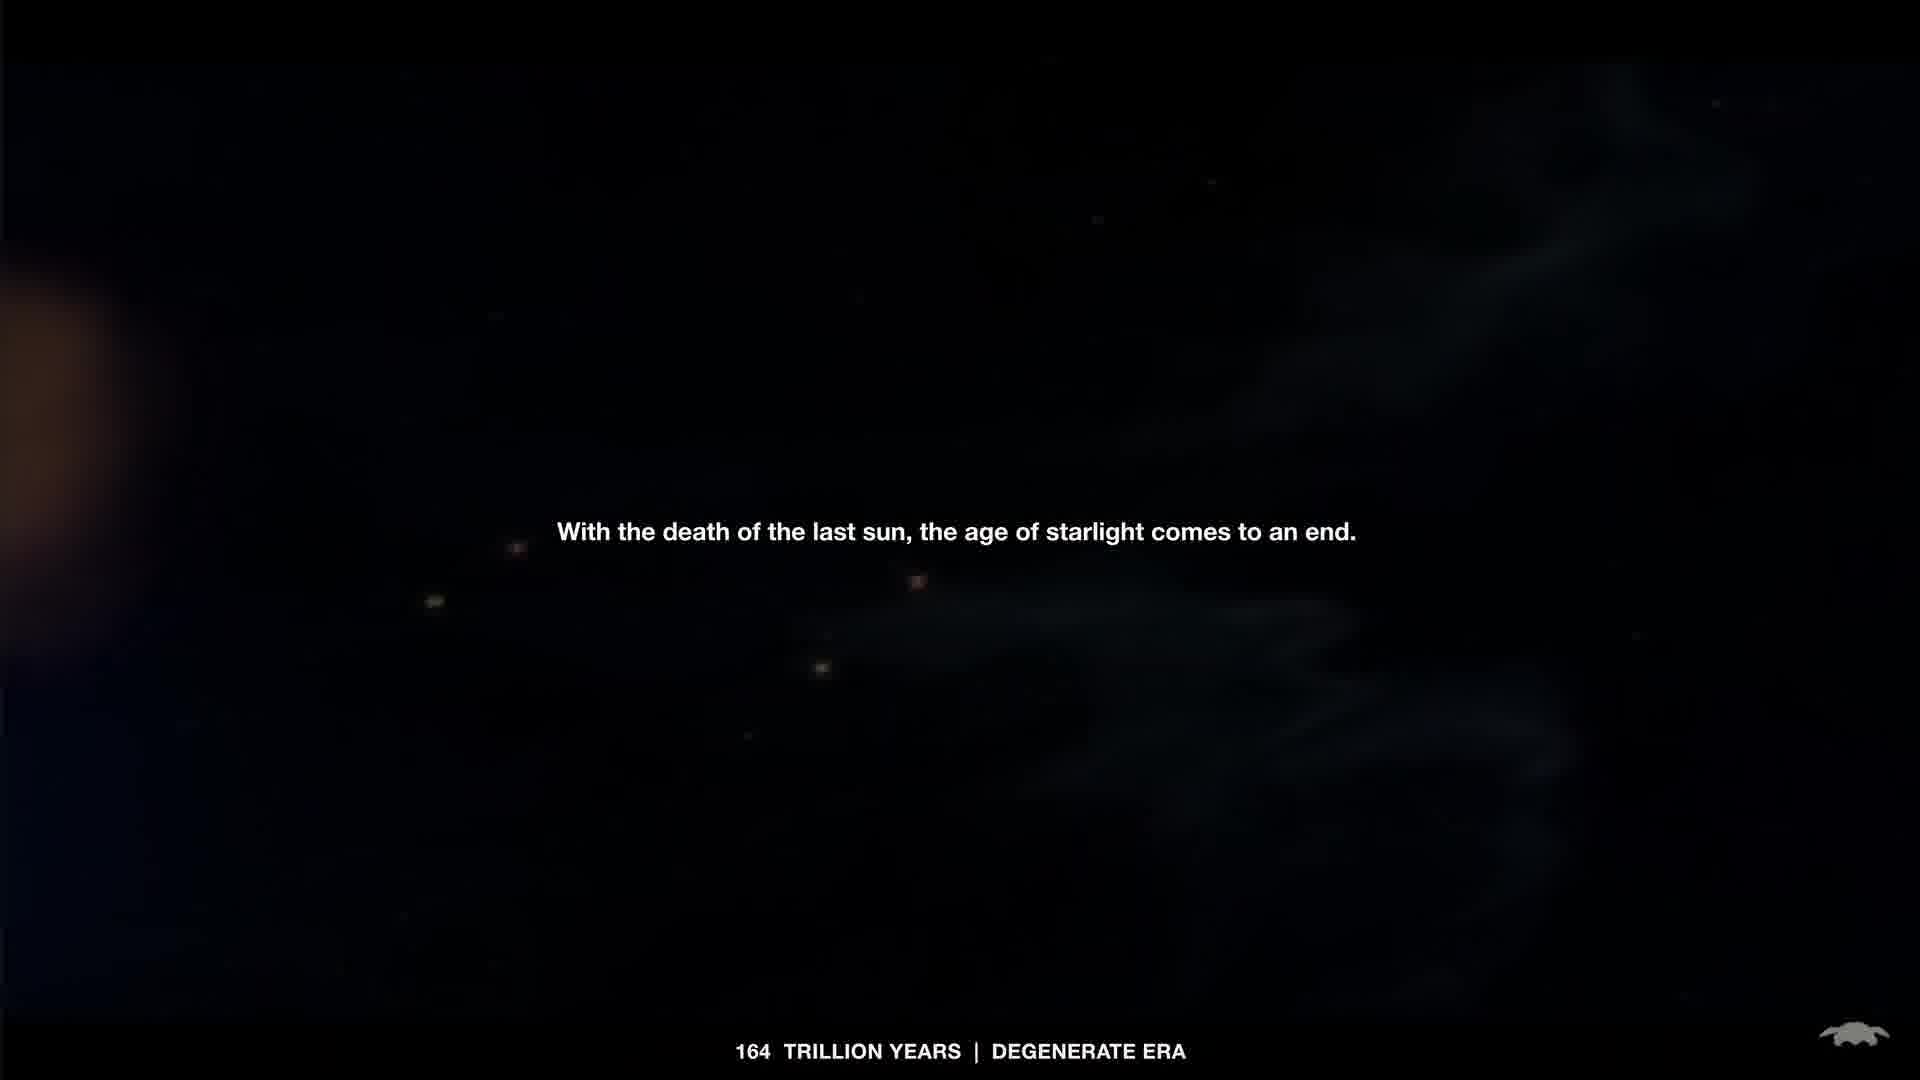 With the death of the last sun, the age of starlight comes to an end.
164 TRILLION YEARS | DEGENERATE ERA